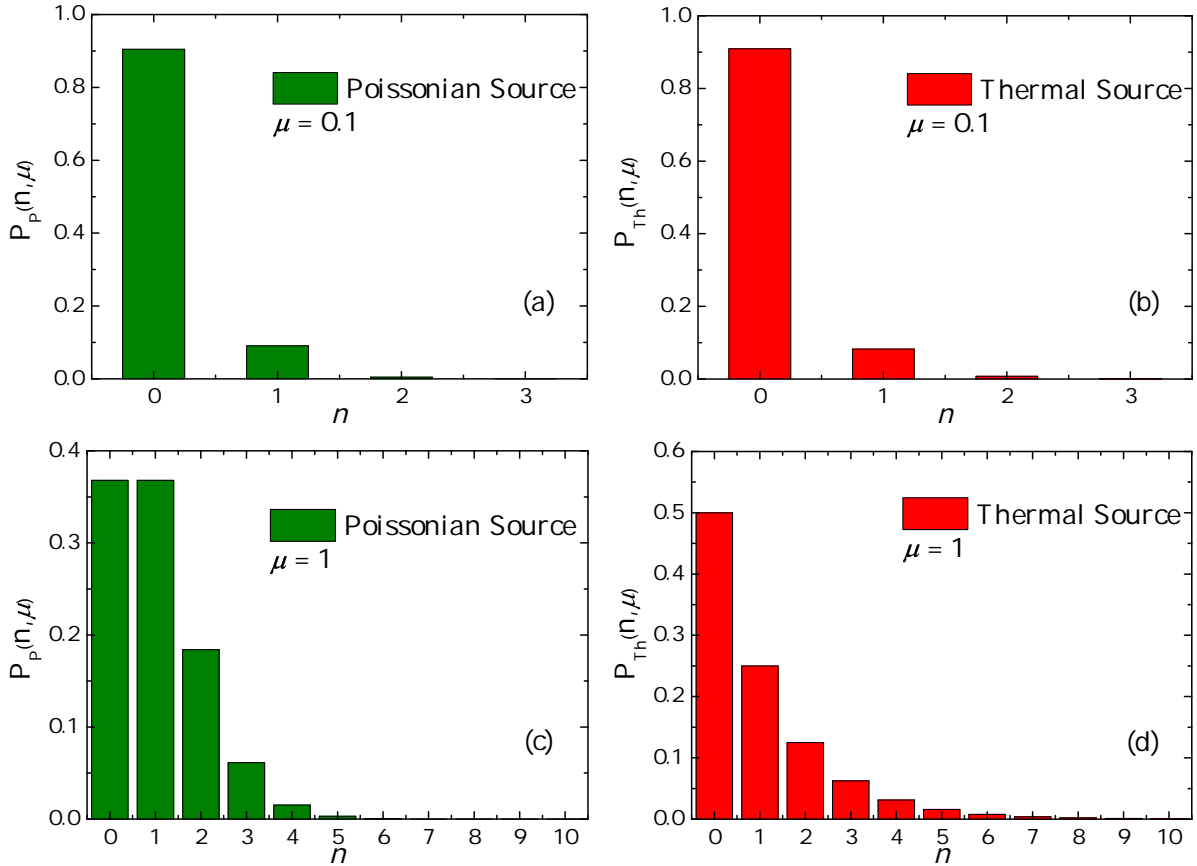 1.0
0.8
0.6
0.4
0.2
0.0
P_P(n,μ)
Poissonian Source
μ = 0.1
(a)
0 1 2 3
n
1.0
0.8
0.6
0.4
0.2
0.0
P_Th(n,μ)
Thermal Source
μ = 0.1
(b)
0 1 2 3
n
0.4
0.3
0.2
0.1
0.0
P_P(n,μ)
Poissonian Source
μ = 1
(c)
0 1 2 3 4 5 6 7 8 9 10
n
0.6
0.5
0.4
0.3
0.2
0.1
0.0
P_Th(n,μ)
Thermal Source
μ = 1
(d)
0 1 2 3 4 5 6 7 8 9 10
n